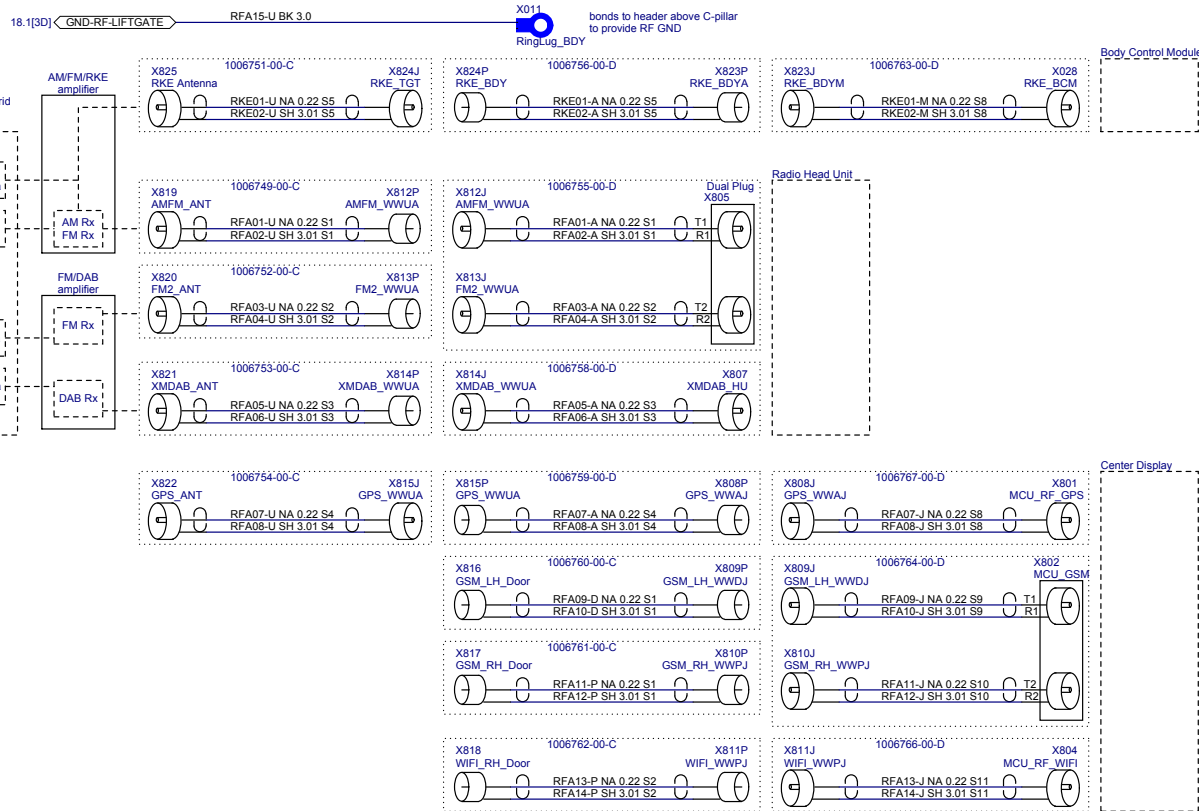 18.1[3D] GND-RF-LIFTGATE RFA15-U BK 3.0
X011
RingLug_BDY
bonds to header above C-pillar
to provide RF GND
AM/FM/RKE
amplifier
AM Rx
FM Rx
FM/DAB
amplifier
FM Rx
DAB Rx
rid
1006751-00-C
X825
RKE Antenna
X824J
RKE_TGT
RKE01-U NA 0.22 S5
RKE02-U SH 3.01 S5
1006756-00-D
X824P
RKE_BDY
X823P
RKE_BDYA
RKE01-A NA 0.22 S5
RKE02-A SH 3.01 S5
1006763-00-D
X823J
RKE_BDYM
X028
RKE_BCM
RKE01-M NA 0.22 S8
RKE02-M SH 3.01 S8
Body Control Module
1006749-00-C
X819
AMFM_ANT
X812P
AMFM_WWUA
RFA01-U NA 0.22 S1
RFA02-U SH 3.01 S1
1006755-00-D
X812J
AMFM_WWUA
Dual Plug
X805
RFA01-A NA 0.22 S1 T1
RFA02-A SH 3.01 S1 R1
Radio Head Unit
1006752-00-C
X820
FM2_ANT
X813P
FM2_WWUA
RFA03-U NA 0.22 S2
RFA04-U SH 3.01 S2
X813J
FM2_WWUA
RFA03-A NA 0.22 S2 T2
RFA04-A SH 3.01 S2 R2
1006753-00-C
X821
XMDAB_ANT
X814P
XMDAB_WWUA
RFA05-U NA 0.22 S3
RFA06-U SH 3.01 S3
1006758-00-D
X814J
XMDAB_WWUA
X807
XMDAB_HU
RFA05-A NA 0.22 S3
RFA06-A SH 3.01 S3
1006754-00-C
X822
GPS_ANT
X815J
GPS_WWUA
RFA07-U NA 0.22 S4
RFA08-U SH 3.01 S4
1006759-00-D
X815P
GPS_WWUA
X808P
GPS_WWAJ
RFA07-A NA 0.22 S4
RFA08-A SH 3.01 S4
1006767-00-D
X808J
GPS_WWAJ
X801
MCU_RF_GPS
RFA07-J NA 0.22 S8
RFA08-J SH 3.01 S8
Center Display
1006760-00-C
X816
GSM_LH_Door
X809P
GSM_LH_WWDJ
RFA09-D NA 0.22 S1
RFA10-D SH 3.01 S1
1006764-00-D
X809J
GSM_LH_WWDJ
X802
MCU_GSM
RFA09-J NA 0.22 S9 T1
RFA10-J SH 3.01 S9 R1
1006761-00-C
X817
GSM_RH_Door
X810P
GSM_RH_WWPJ
RFA11-P NA 0.22 S1
RFA12-P SH 3.01 S1
X810J
GSM_RH_WWPJ
RFA11-J NA 0.22 S10 T2
RFA12-J SH 3.01 S10 R2
1006762-00-C
X818
WIFI_RH_Door
X811P
WIFI_WWPJ
RFA13-P NA 0.22 S2
RFA14-P SH 3.01 S2
1006766-00-D
X811J
WIFI_WWPJ
X804
MCU_RF_WIFI
RFA13-J NA 0.22 S11
RFA14-J SH 3.01 S11